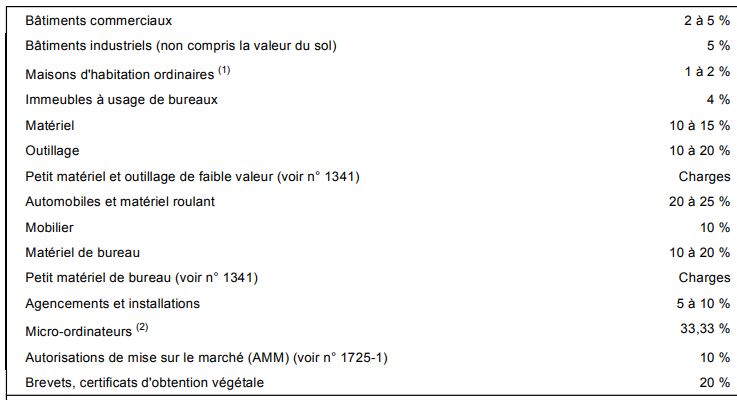 Bâtiments commerciaux 2 à 5 %
Bâtiments industriels (non compris la valeur du sol) 5 %
Maisons d'habitation ordinaires (1) 1 à 2 %
Immeubles à usage de bureaux 4 %
Matériel 10 à 15 %
Outillage 10 à 20 %
Petit matériel et outillage de faible valeur (voir n° 1341) Charges
Automobiles et matériel roulant 20 à 25 %
Mobilier 10 %
Matériel de bureau 10 à 20 %
Petit matériel de bureau (voir n° 1341) Charges
Agencements et installations 5 à 10 %
Micro-ordinateurs (2) 33,33 %
Autorisations de mise sur le marché (AMM) (voir n° 1725-1) 10 %
Brevets, certificats d'obtention végétale 20 %